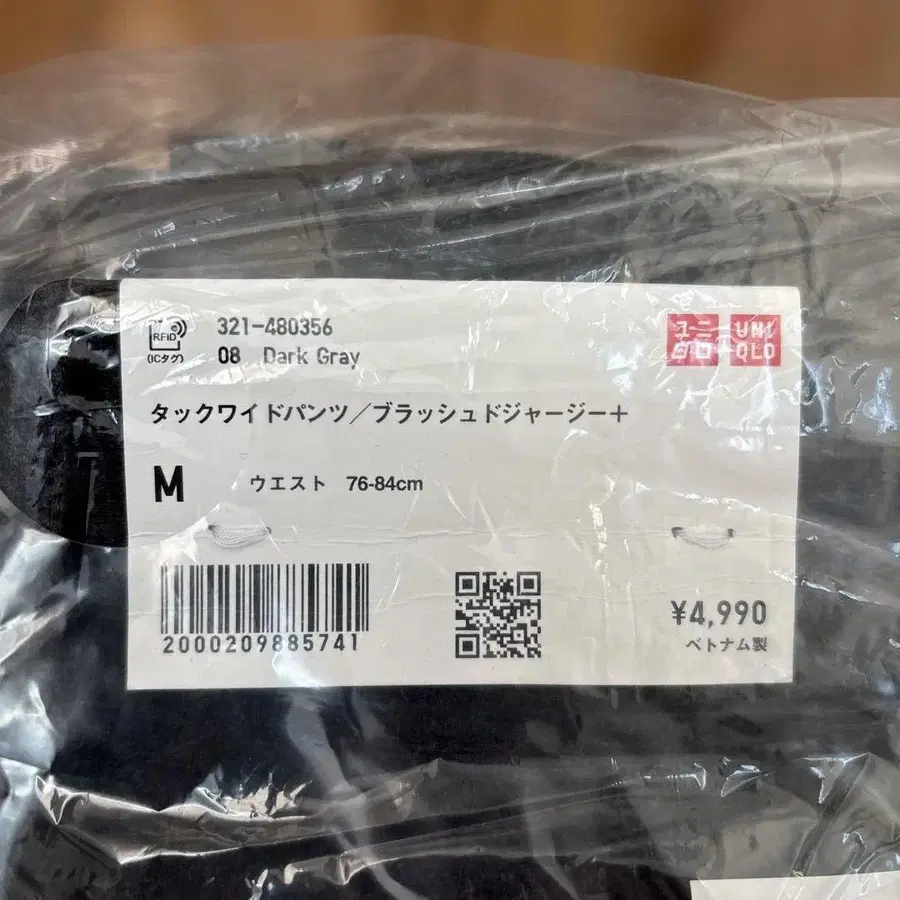 RFID
(ICタグ)
321-480356
08 Dark Gray
ユニ
クロ
UNI
QLO
タックワイドパンツ/ブラッシュドジャージー+
M ウエスト 76-84cm
2000209885741
¥4,990
ベトナム製